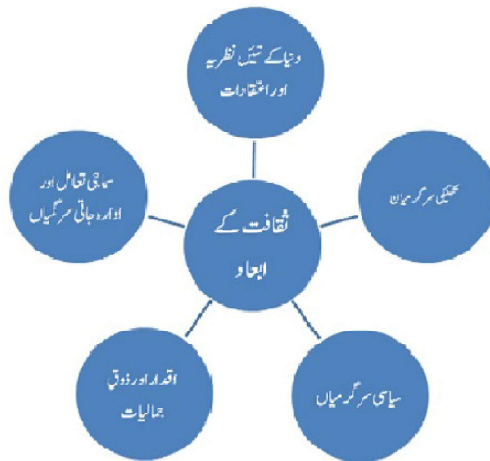 دنیا کے تئیں نظریہ
اور اعتقادات
سماجی تعامل اور
ادارہ جاتی سرگرمیاں
تکنیکی سرگرمیاں
ثقافت کے
ابعاد
اقدار اور ذوق
جمالیات
سیاسی سرگرمیاں